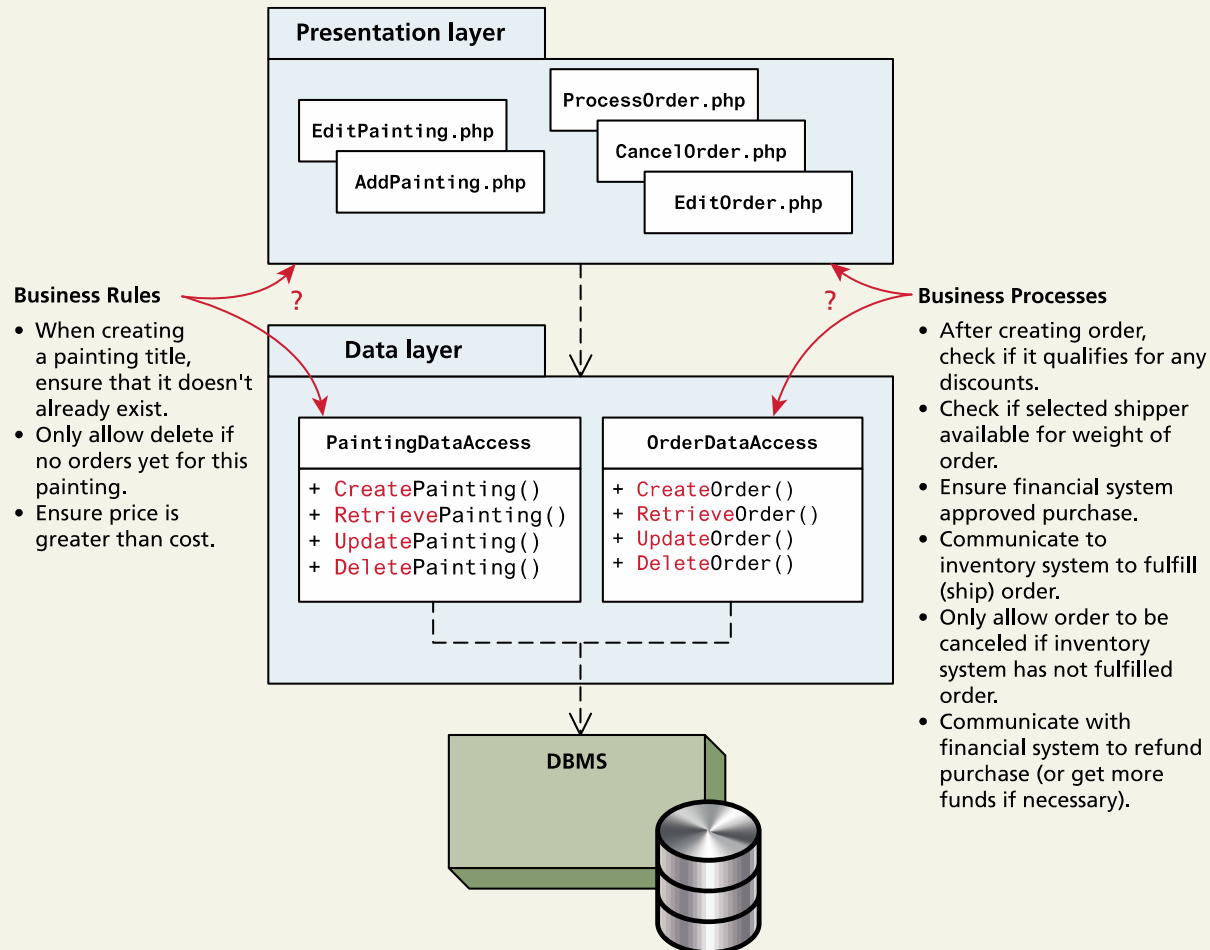 Presentation layer
EditPainting.php
AddPainting.php
ProcessOrder.php
CancelOrder.php
EditOrder.php
Business Rules
• When creating
a painting title,
ensure that it doesn't
already exist.
• Only allow delete if
no orders yet for this
painting.
• Ensure price is
greater than cost.
?
?
Data layer
PaintingDataAccess
+ CreatePainting()
+ RetrievePainting()
+ UpdatePainting()
+ DeletePainting()
OrderDataAccess
+ CreateOrder()
+ RetrieveOrder()
+ UpdateOrder()
+ DeleteOrder()
Business Processes
• After creating order,
check if it qualifies for any
discounts.
• Check if selected shipper
available for weight of
order.
• Ensure financial system
approved purchase.
• Communicate to
inventory system to fulfill
(ship) order.
• Only allow order to be
canceled if inventory
system has not fulfilled
order.
• Communicate with
financial system to refund
purchase (or get more
funds if necessary).
DBMS